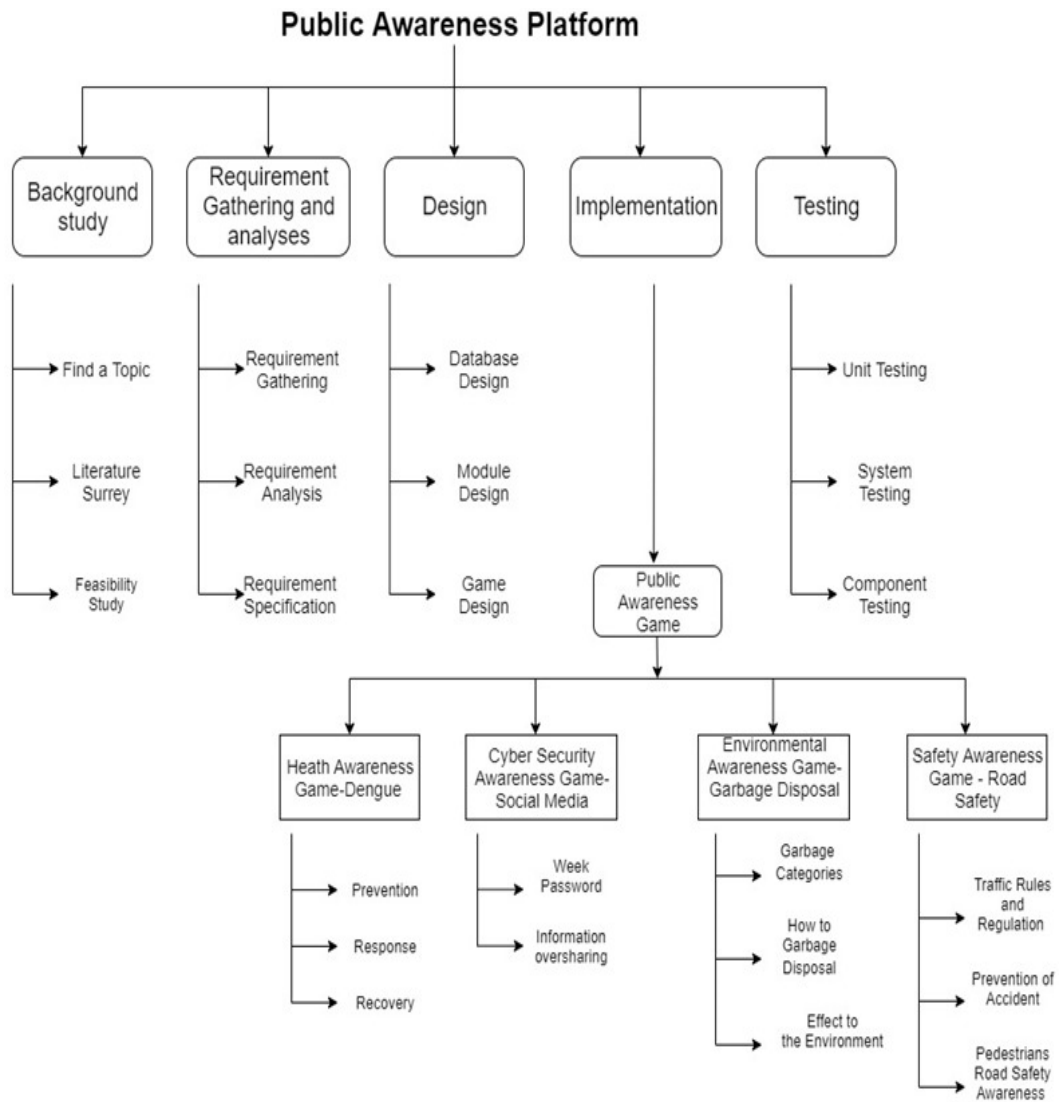 Public Awareness Platform
Background
study
Requirement
Gathering and
analyses
Design
Implementation
Testing
Find a Topic
Literature
Surrey
Feasibility
Study
Requirement
Gathering
Requirement
Analysis
Requirement
Specification
Database
Design
Module
Design
Game
Design
Public
Awareness
Game
Unit Testing
System
Testing
Component
Testing
Heath Awareness
Game-Dengue
Cyber Security
Awareness Game-
Social Media
Environmental
Awareness Game-
Garbage Disposal
Safety Awareness
Game - Road
Safety
Prevention
Response
Recovery
Week
Password
Information
oversharing
Garbage
Categories
How to
Garbage
Disposal
Effect to
the Environment
Traffic Rules
and
Regulation
Prevention of
Accident
Pedestrians
Road Safety
Awareness